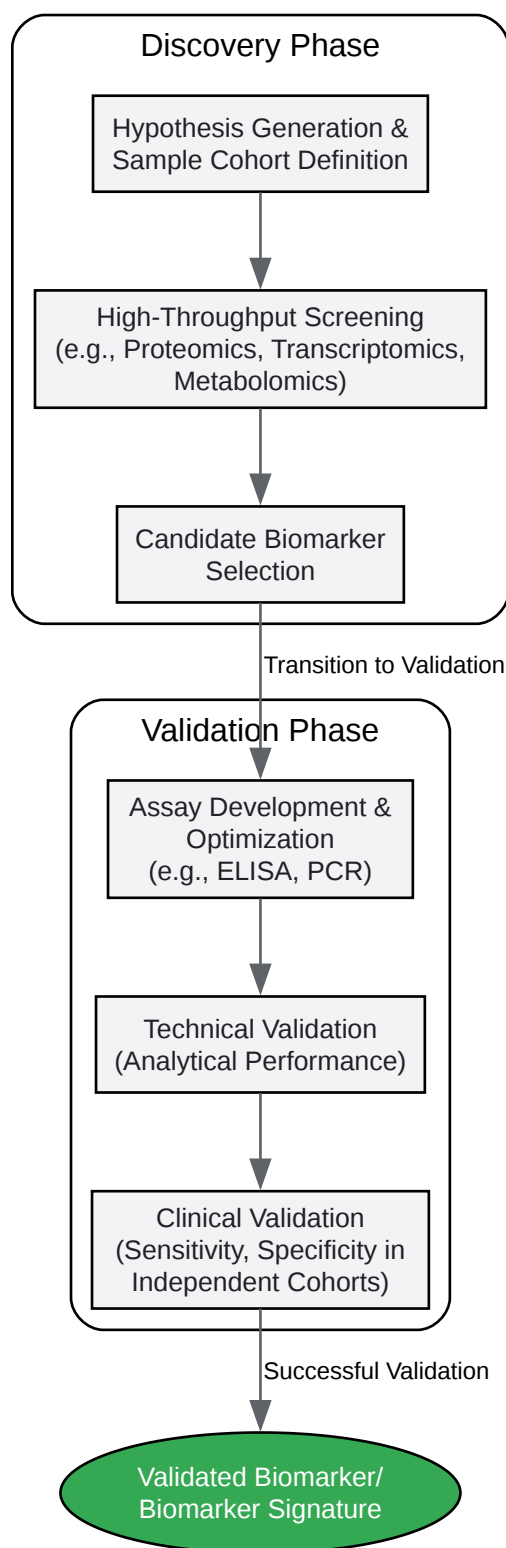 Discovery Phase
Hypothesis Generation &
Sample Cohort Definition
High-Throughput Screening
(e.g., Proteomics, Transcriptomics,
Metabolomics)
Candidate Biomarker
Selection
Transition to Validation
Validation Phase
Assay Development &
Optimization
(e.g., ELISA, PCR)
Technical Validation
(Analytical Performance)
Clinical Validation
(Sensitivity, Specificity in
Independent Cohorts)
Successful Validation
Validated Biomarker/
Biomarker Signature